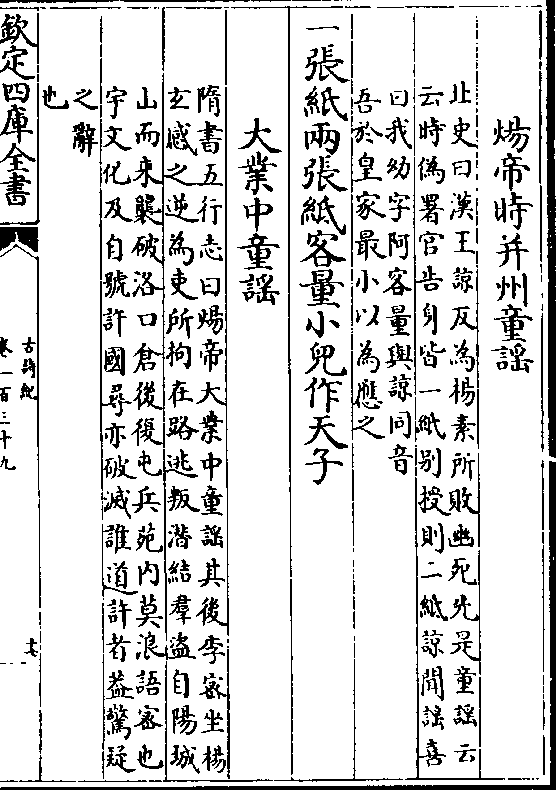 煬帝時并州童謡
北史曰漢王諒反為楊素所敗幽死先是童謡云
云時偽署官告身皆一紙别授則二紙諒聞謡喜
曰我幼字阿客量與諒同音
吾於皇家最小以為應之
一張紙兩張紙客量小兒作天子
大業中童謡
隋書五行志曰煬帝大業中童謡其後李宻坐楊
玄感之逆為吏所拘在路逃叛潛結羣盗自陽城
山而来襲破洛口倉後復屯兵苑内莫浪語宻也
宇文化及自號許國尋亦破滅誰道許者葢驚疑
之辭
也
欽定四庫全書
古詩紀
卷一百三十九